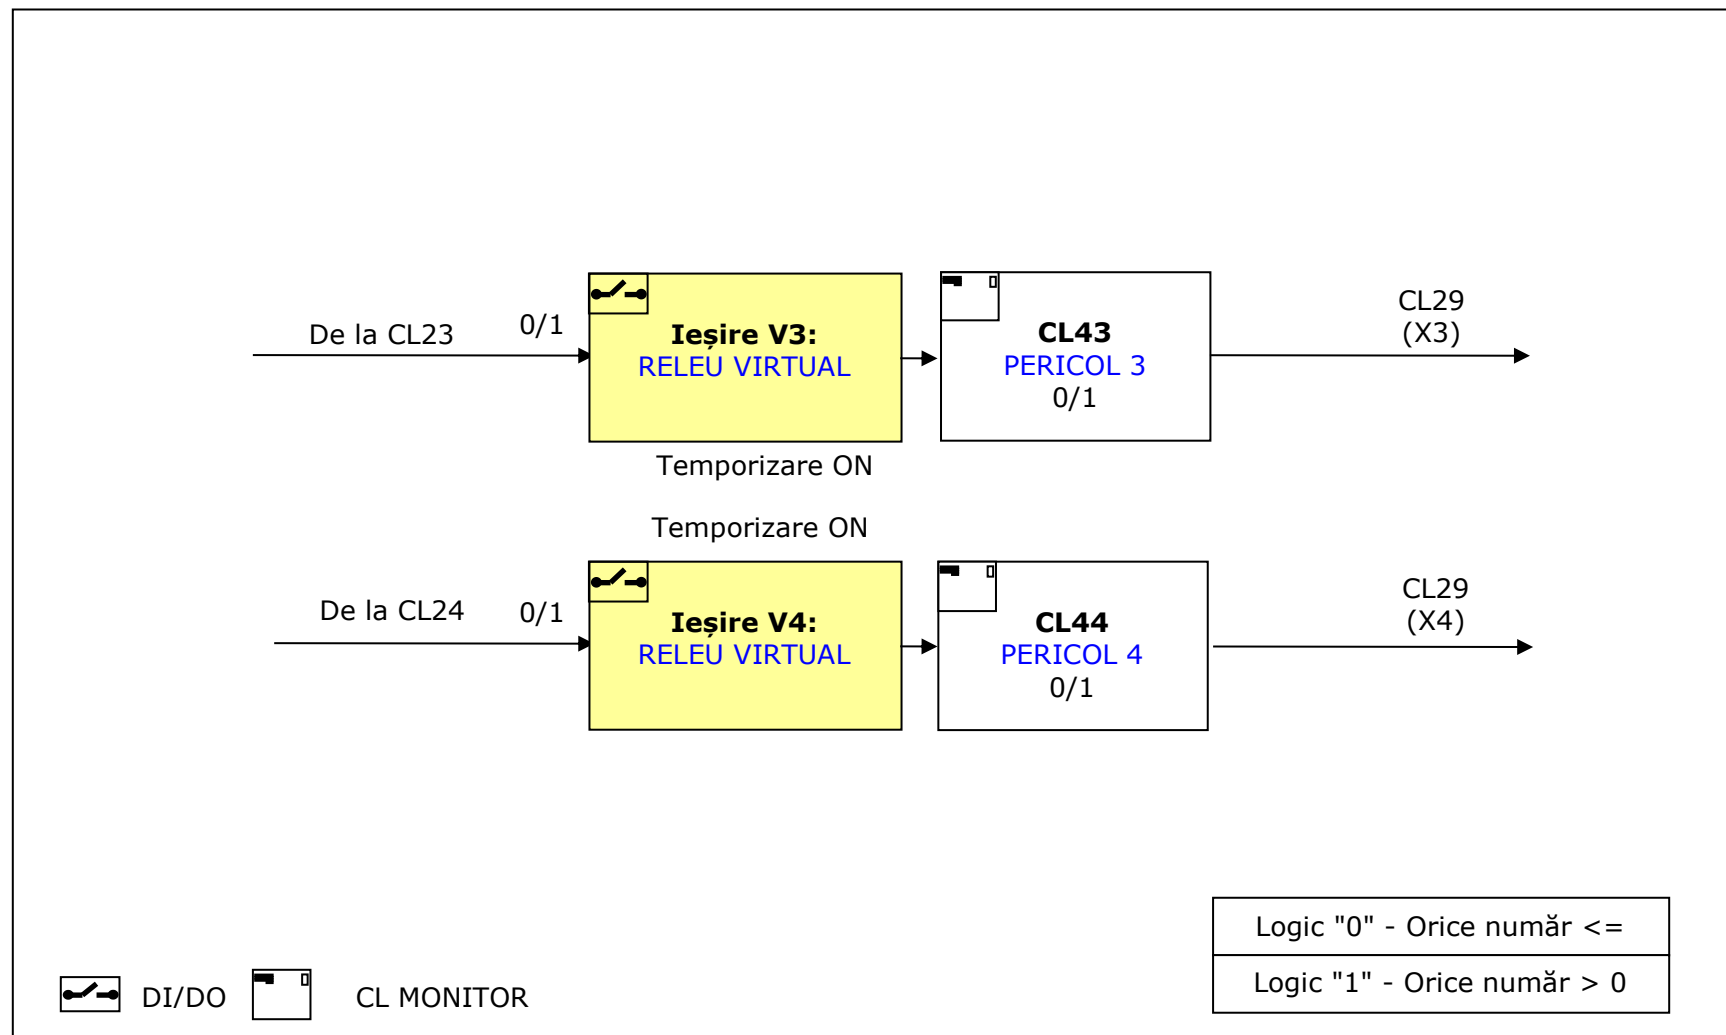 De la CL23
0/1
Ieșire V3:
RELEU VIRTUAL
CL43
PERICOL 3
0/1
CL29
(X3)
Temporizare ON
Temporizare ON
De la CL24
0/1
Ieșire V4:
RELEU VIRTUAL
CL44
PERICOL 4
0/1
CL29
(X4)
Logic "0" - Orice număr <=
Logic "1" - Orice număr > 0
DI/DO
CL MONITOR